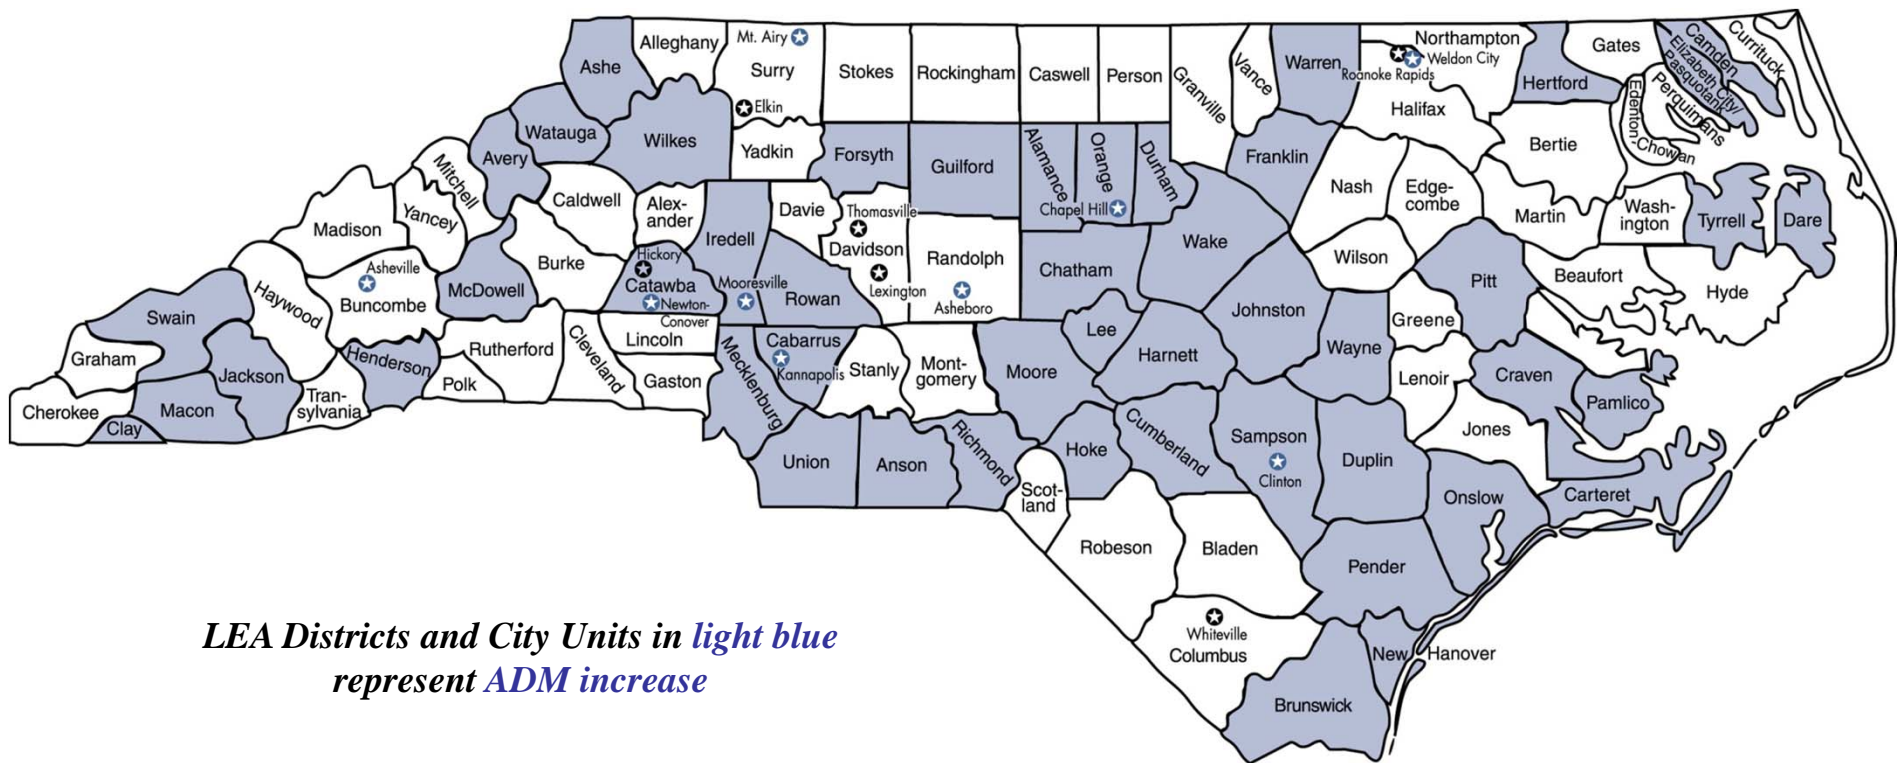 Ashe
Alleghany
Mt. Airy
Surry
Elkin
Stokes
Rockingham
Caswell
Person
Granville
Vance
Warren
Northampton
Weldon City
Roanoke Rapids
Halifax
Hertford
Gates
Camden
Elizabeth City/
Pasquotank
Currituck
Perquimans
Edenton
-Chowan
Bertie
Watauga
Wilkes
Avery
Mitchell
Yancey
Madison
Caldwell
Alex-
ander
Yadkin
Forsyth
Guilford
Alamance
Orange
Durham
Chapel Hill
Franklin
Nash
Edge-
combe
Martin
Wash-
ington
Tyrrell
Dare
Davie
Thomasville
Davidson
Lexington
Randolph
Asheboro
Iredell
Mooresville
Rowan
Hickory
Catawba
Newton-
Conover
Burke
McDowell
Asheville
Buncombe
Haywood
Swain
Graham
Cherokee
Clay
Macon
Jackson
Tran-
sylvania
Henderson
Polk
Rutherford
Cleveland
Lincoln
Gaston
Mecklenburg
Cabarrus
Kannapolis
Stanly
Mont-
gomery
Chatham
Wake
Lee
Moore
Harnett
Johnston
Wilson
Wayne
Greene
Pitt
Beaufort
Hyde
Lenoir
Craven
Pamlico
Jones
Carteret
Onslow
Duplin
Sampson
Clinton
Cumberland
Hoke
Richmond
Anson
Union
Scot-
land
Robeson
Bladen
Pender
Whiteville
Columbus
New Hanover
Brunswick
LEA Districts and City Units in light blue
represent ADM increase